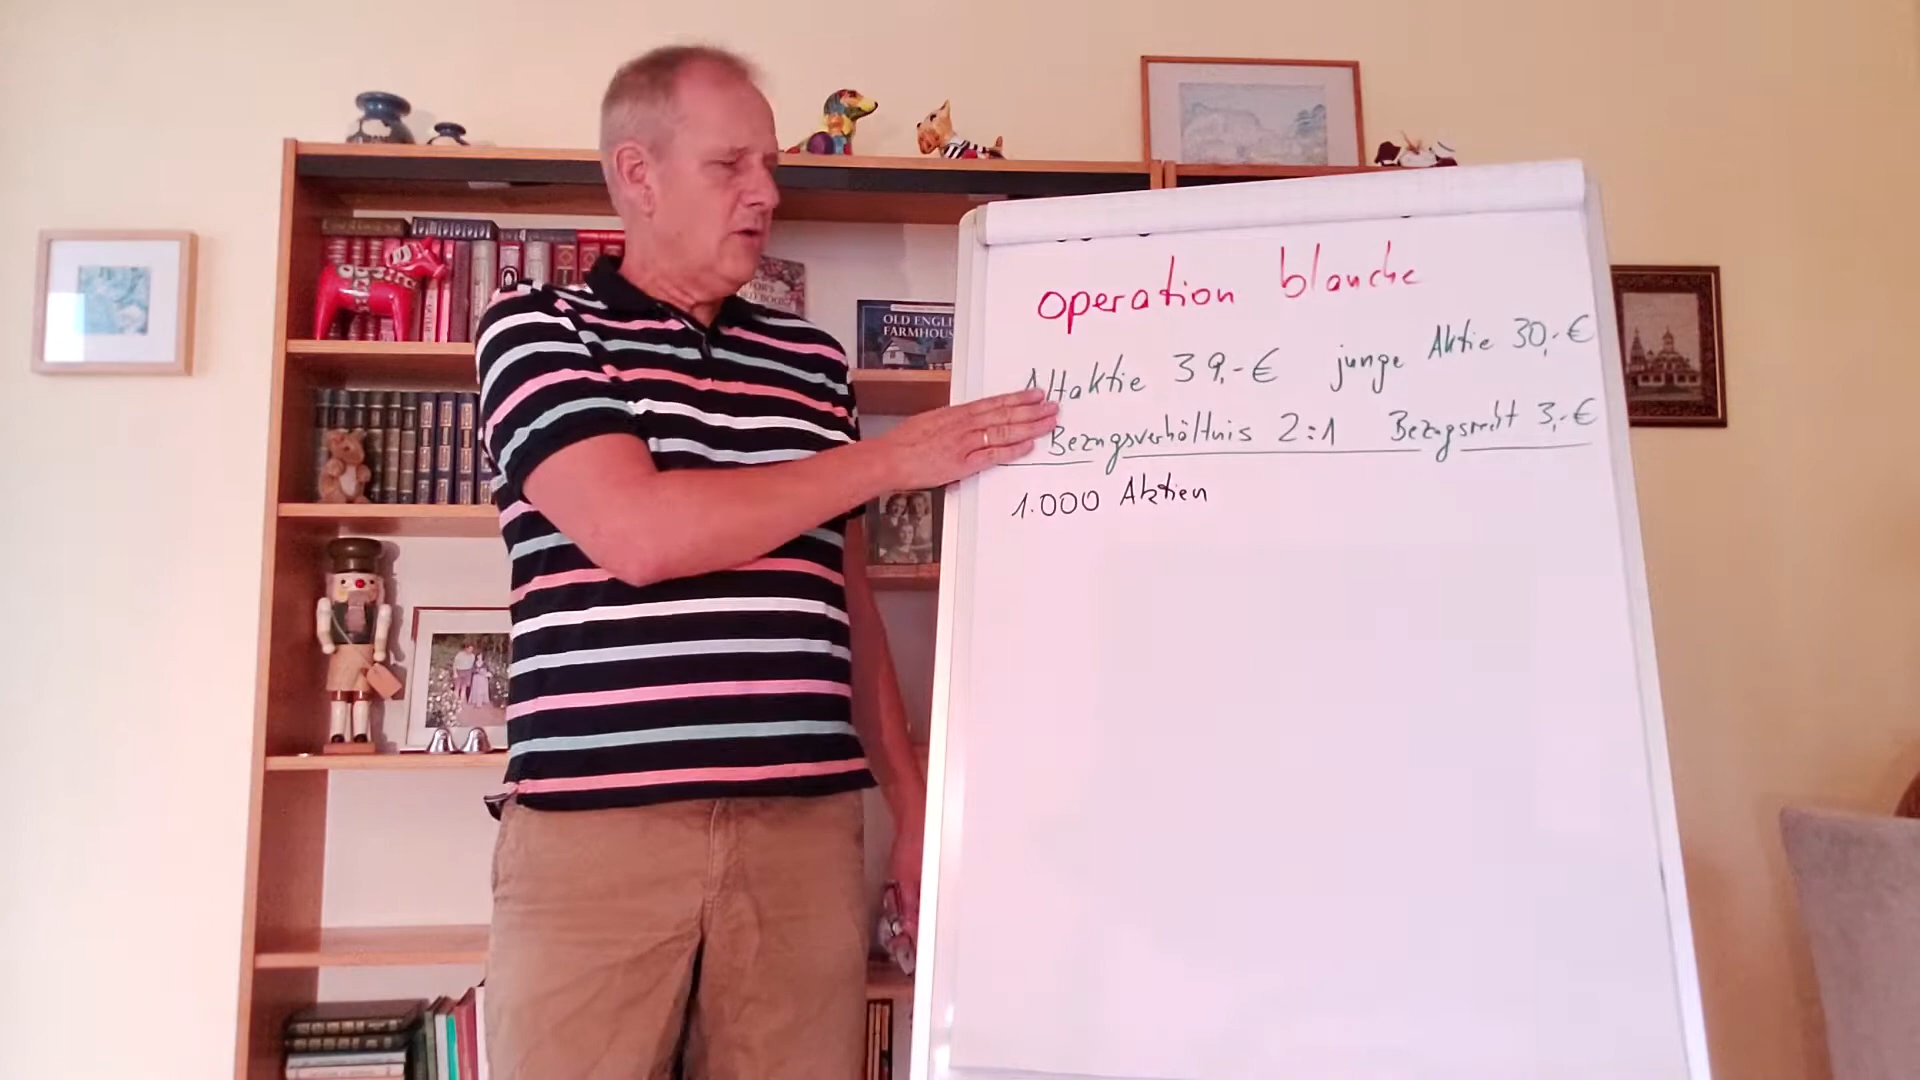 operation blanche
Altaktie 39,-€ junge Aktie 30,-€
Bezugsverhältnis 2:1 Bezugsrecht 3,-€
1.000 Aktien
OLD ENGLI
FARMHOUS